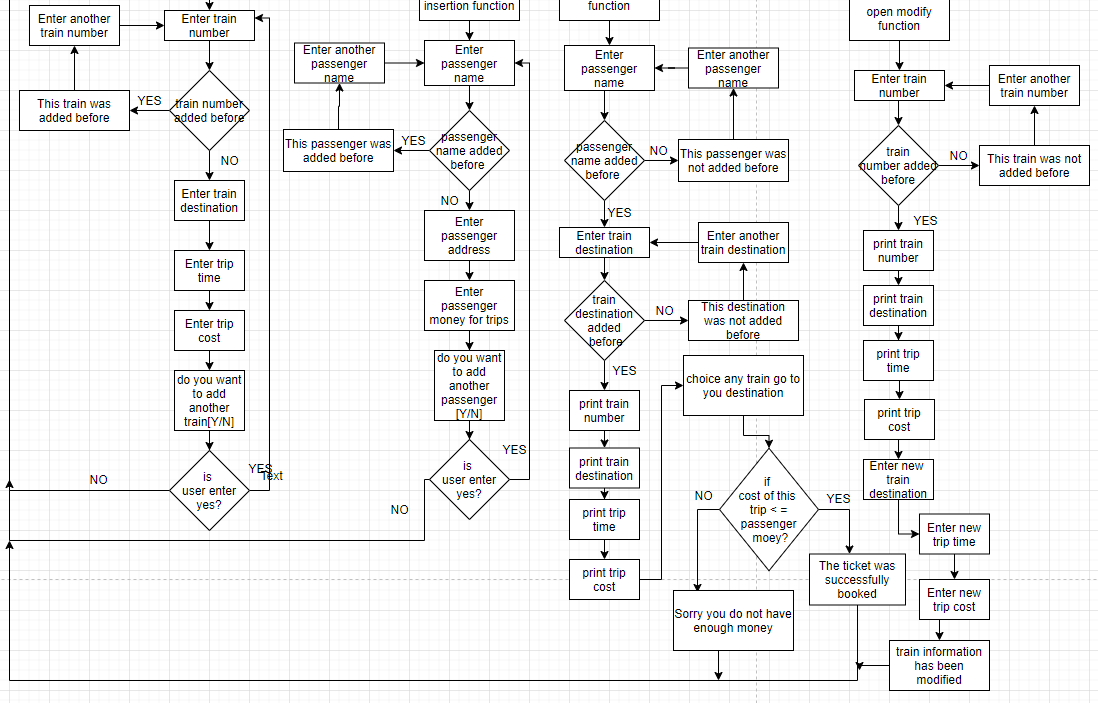 Enter another
train number
Enter train
number
This train was
added before
YES
train number
added before
NO
Enter train
destination
Enter trip
time
Enter trip
cost
do you want
to add
another
train[Y/N]
is
user enter
yes?
YES
Text
NO
insertion function
Enter another
passenger
name
Enter
passenger
name
This passenger was
added before
YES
passenger
name added
before
NO
Enter
passenger
address
Enter
passenger
money for trips
do you want
to add
another
passenger
[Y/N]
is
user enter
yes?
YES
NO
function
Enter
passenger
name
Enter another
passenger
name
passenger
name added
before
NO
This passenger was
not added before
YES
Enter train
destination
Enter another
train destination
train
destination
added
before
NO
This destination
was not added
before
YES
print train
number
print train
destination
print trip
time
print trip
cost
choice any train go to
you destination
if
cost of this
trip < =
passenger
moey?
NO
YES
Sorry you do not have
enough money
The ticket was
successfully
booked
open modify
function
Enter train
number
Enter another
train number
train
number added
before
NO
This train was not
added before
YES
print train
number
print train
destination
print trip
time
print trip
cost
Enter new
train
destination
Enter new
trip time
Enter new
trip cost
train information
has been
modified